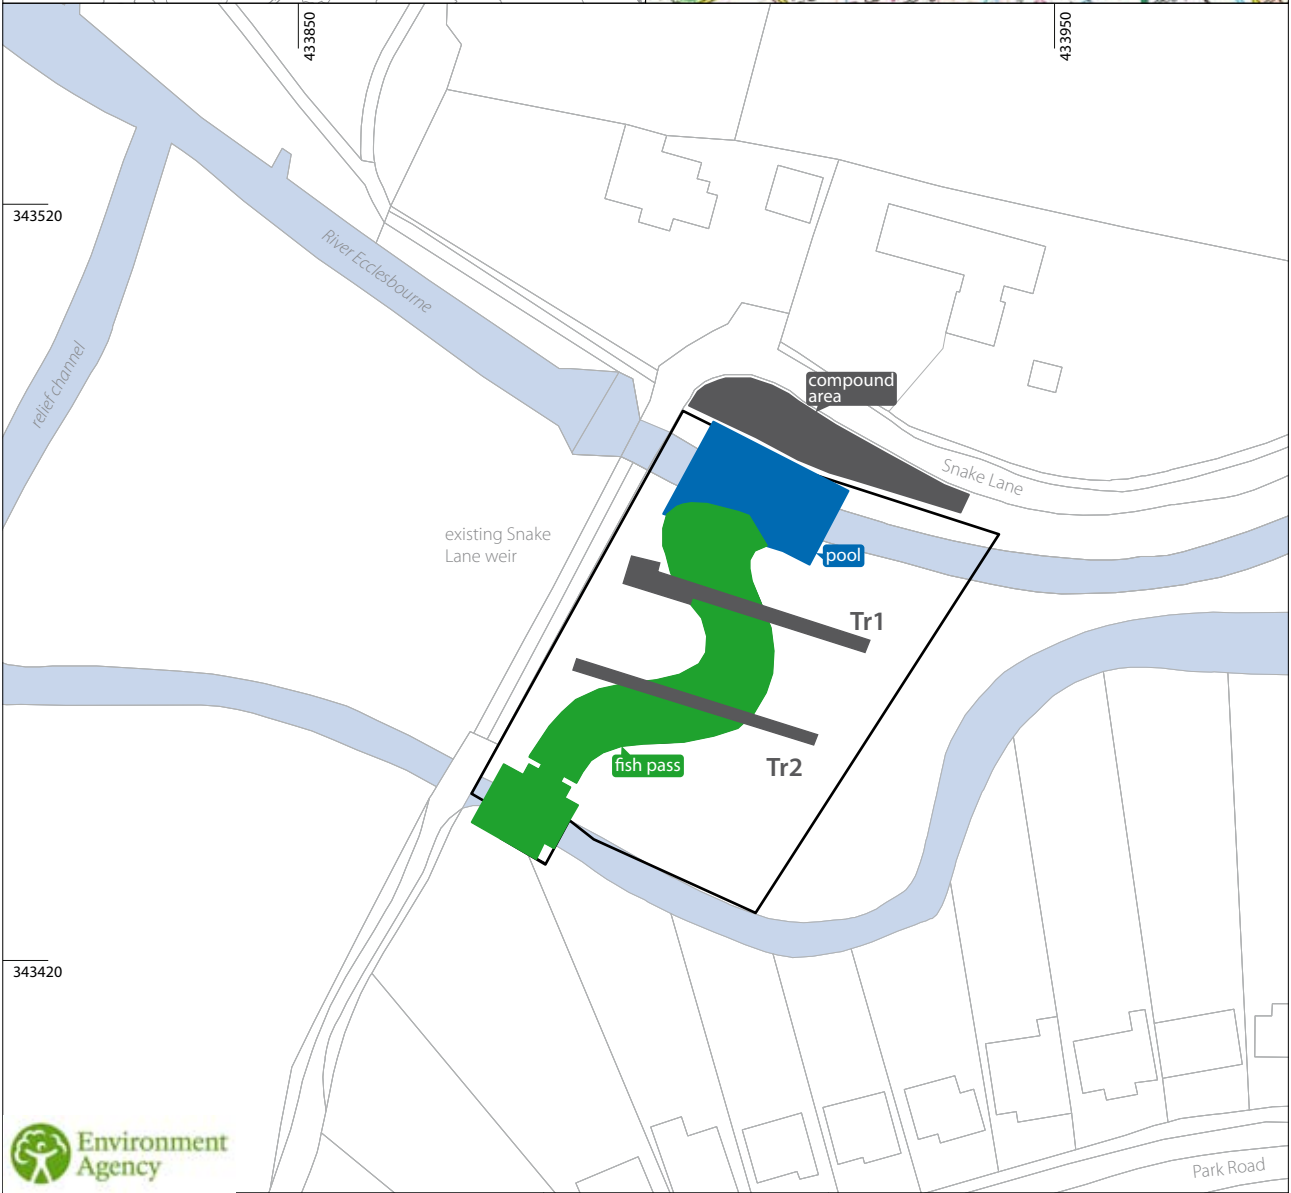 433850
433950
343520
River Ecclesbourne
relief channel
compound
area
Snake Lane
existing Snake
Lane weir
pool
Tr1
Tr2
fish pass
343420
Environment
Agency
Park Road